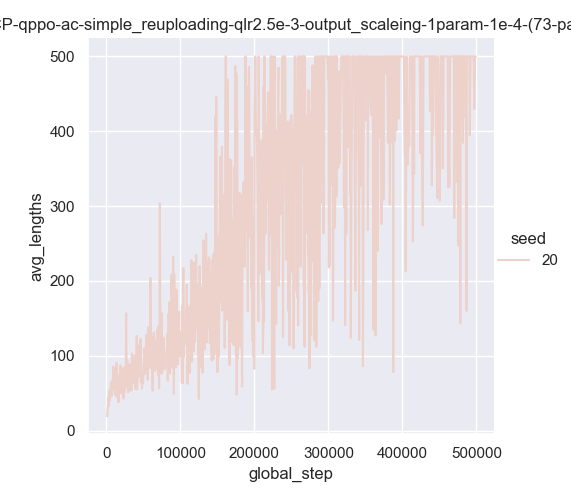 CP-qppo-ac-simple_reuploading-qlr2.5e-3-output_scaleing-1param-1e-4-(73-pa
500
400
300
200
100
0
avg_lengths
0 100000 200000 300000 400000 500000
global_step
seed
20